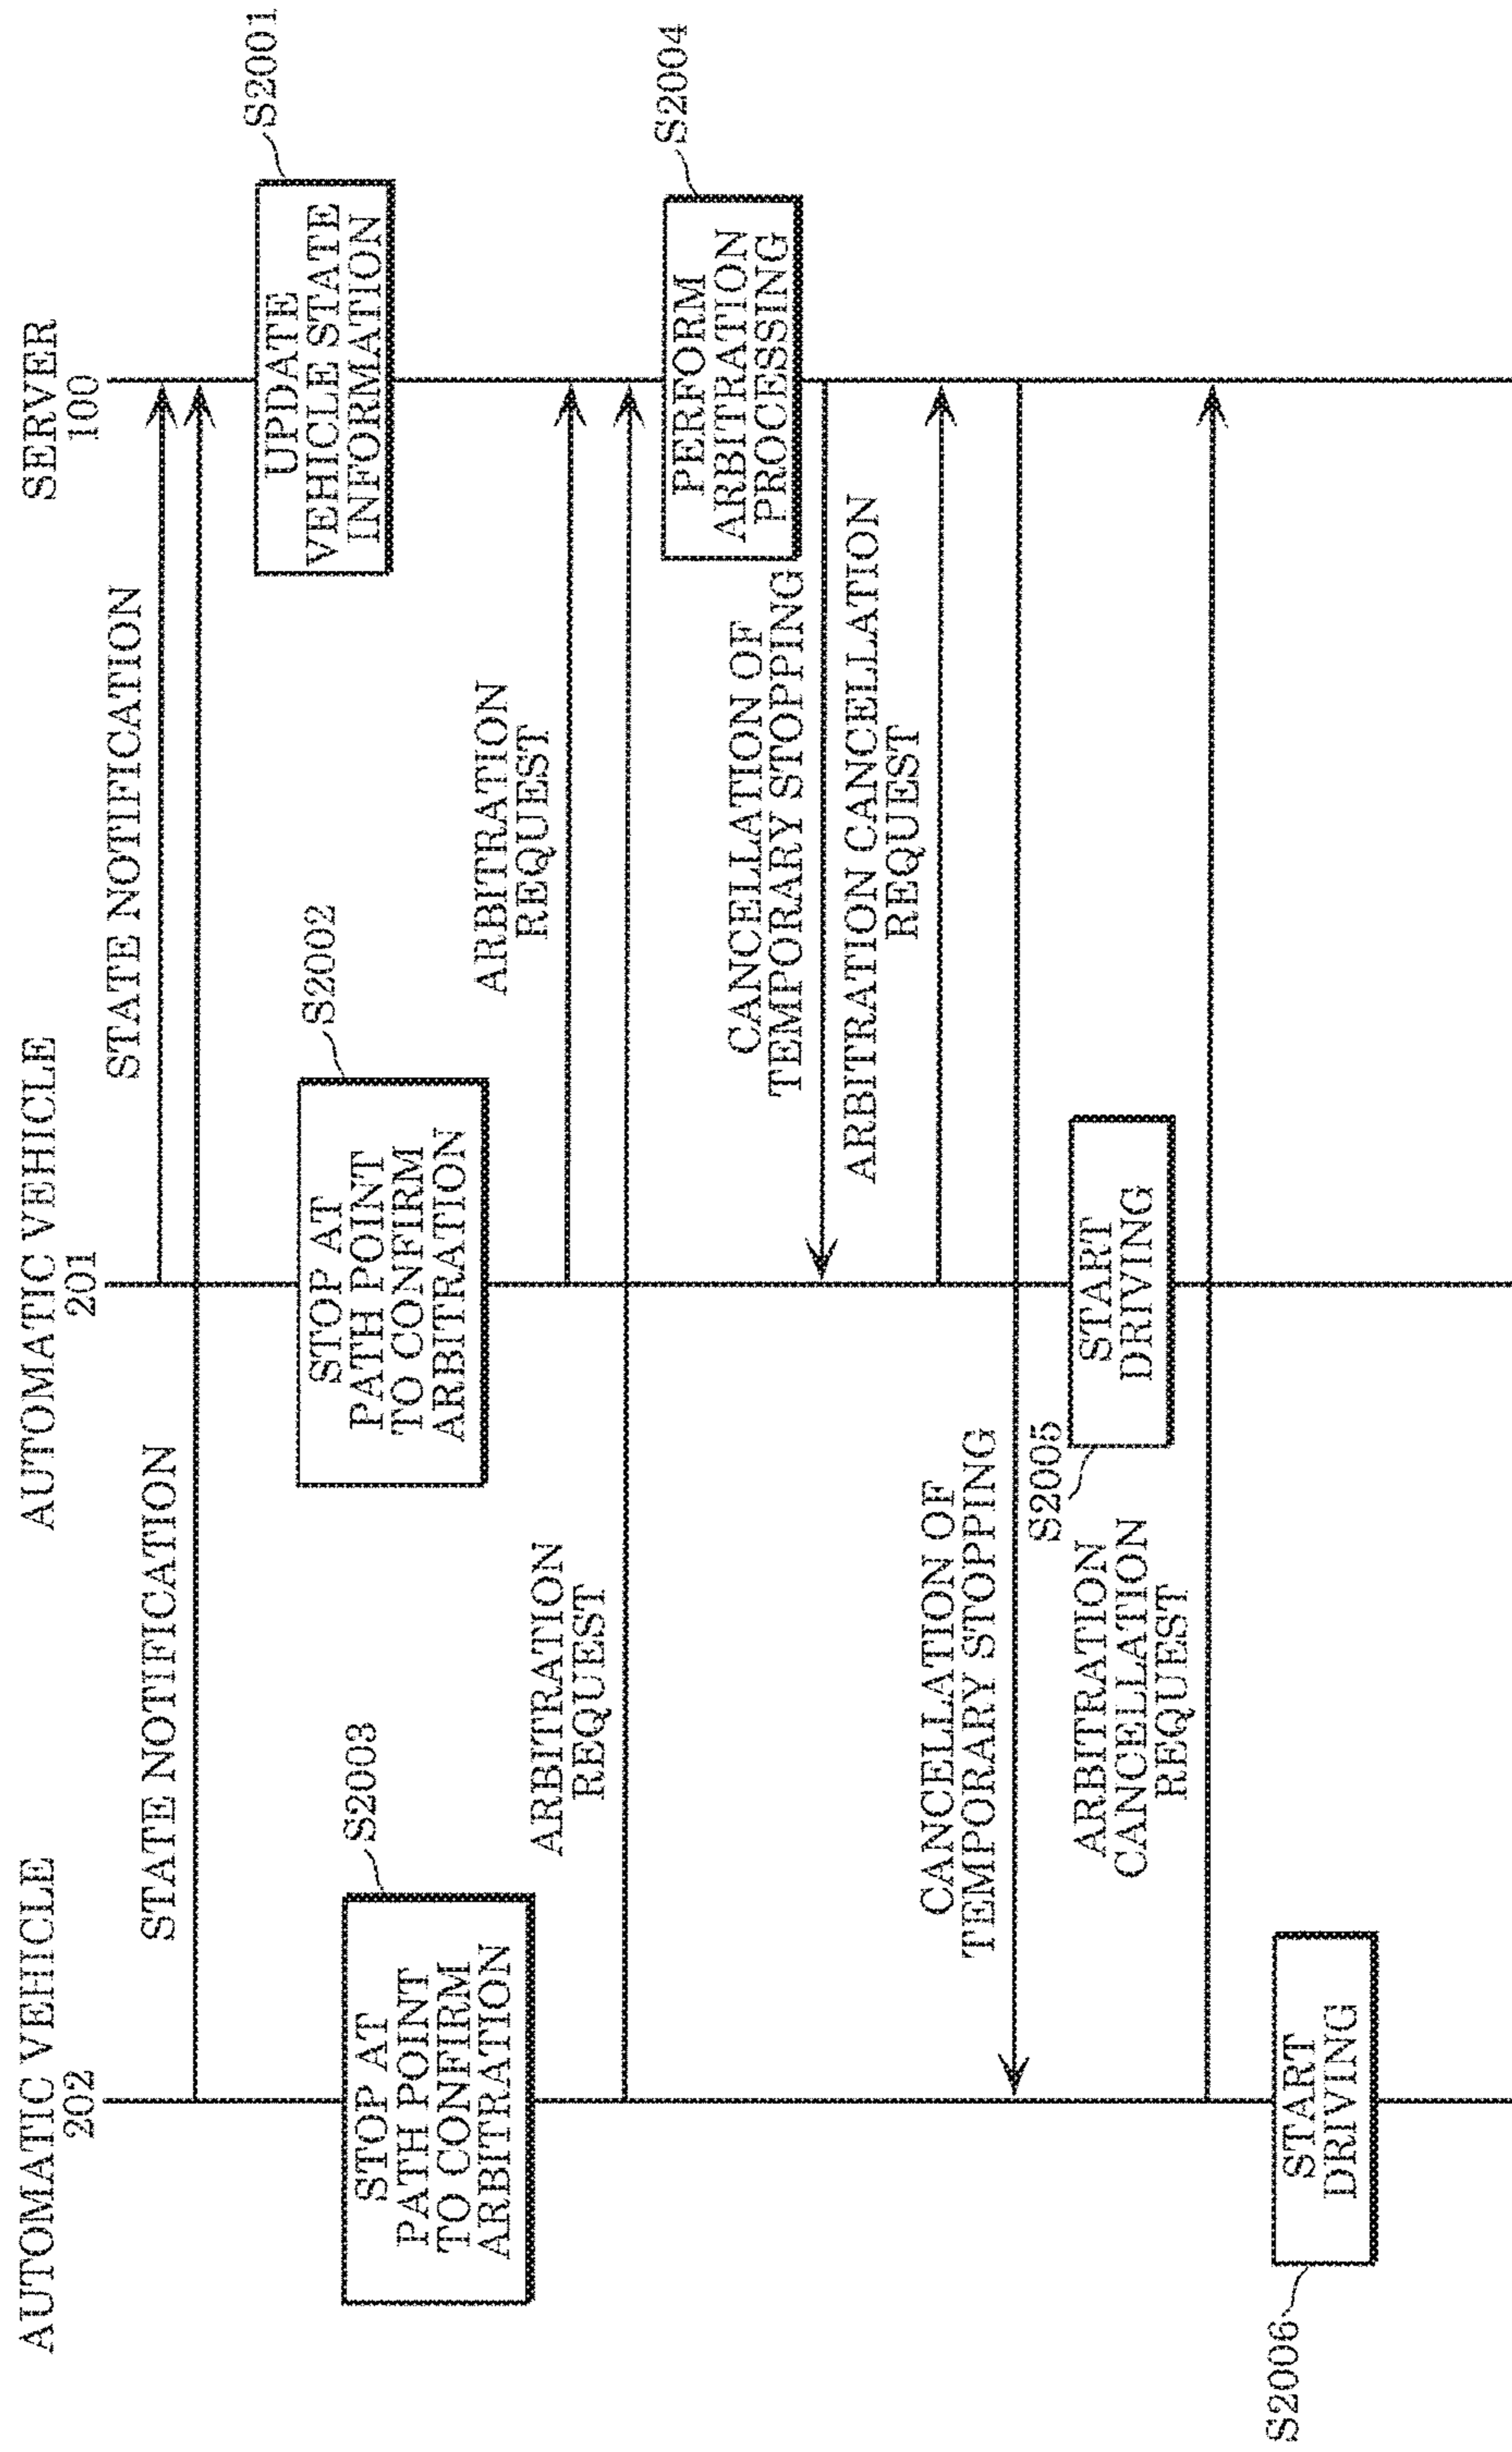 AUTOMATIC VEHICLE
202
AUTOMATIC VEHICLE
201
SERVER
100
STATE NOTIFICATION
STATE NOTIFICATION
UPDATE
VEHICLE STATE
INFORMATION
S2001
STOP AT
PATH POINT
TO CONFIRM
ARBITRATION
S2002
STOP AT
PATH POINT
TO CONFIRM
ARBITRATION
S2003
ARBITRATION
REQUEST
ARBITRATION
REQUEST
PERFORM
ARBITRATION
PROCESSING
S2004
CANCELLATION OF
TEMPORARY STOPPING
ARBITRATION CANCELLATION
REQUEST
CANCELLATION OF
TEMPORARY STOPPING
S2005
START
DRIVING
ARBITRATION
CANCELLATION
REQUEST
S2006
START
DRIVING